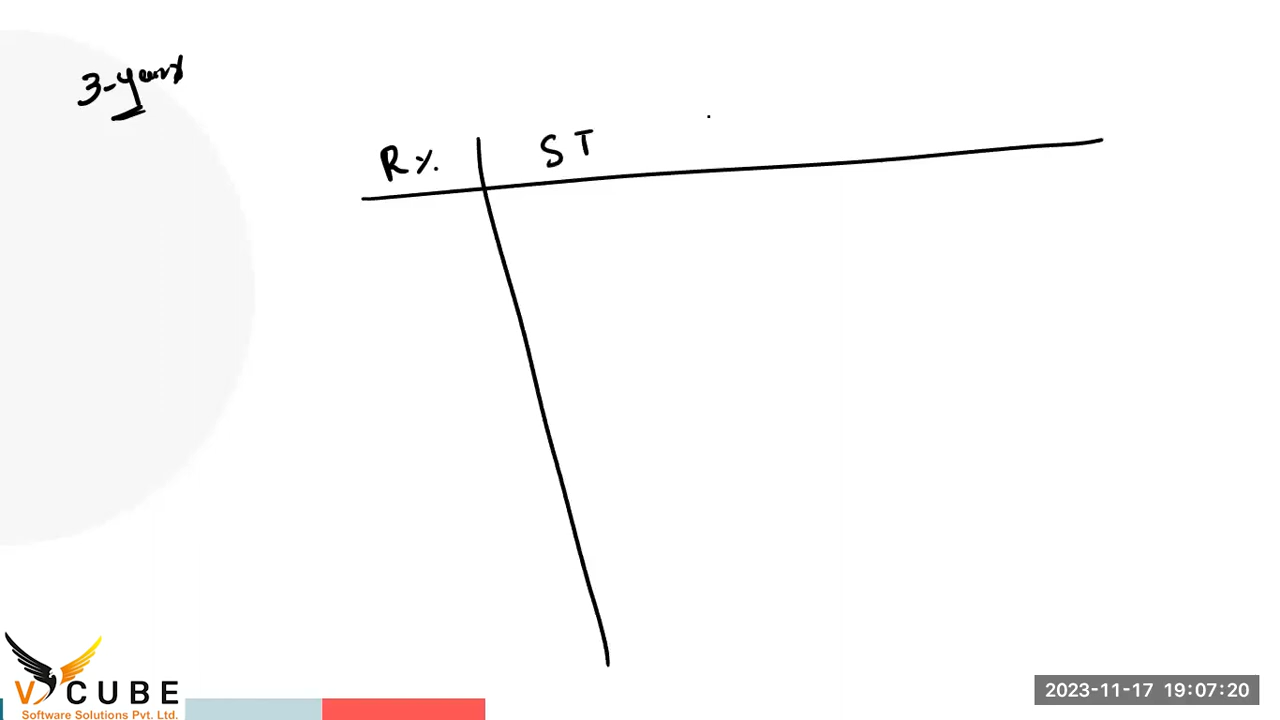 3-years
R%. ST
V CUBE
Software Solutions Pvt. Ltd.
2023-11-17 19:07:20